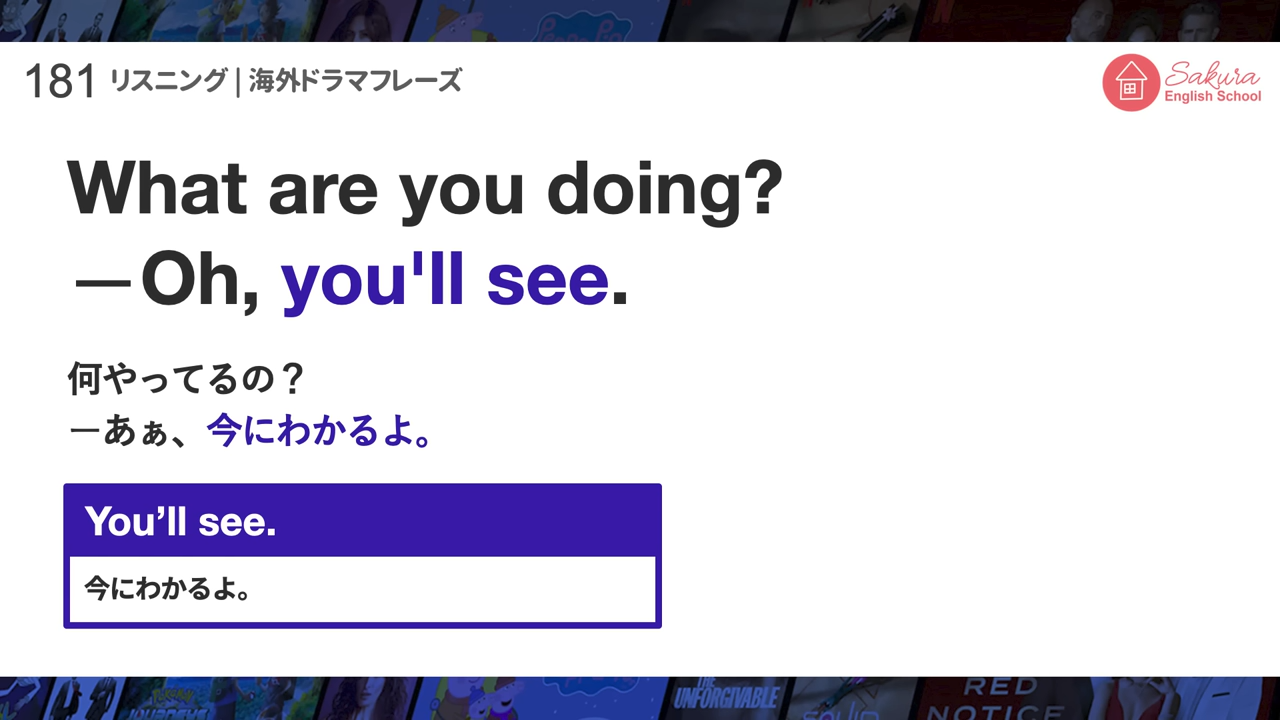 181 リスニング | 海外ドラマフレーズ
Sakura
English School
What are you doing?
—Oh, you'll see.
何やってるの？
ーあぁ、今にわかるよ。
You’ll see.
今にわかるよ。
THE
UNFORGIVABLE
RED
NOTICE